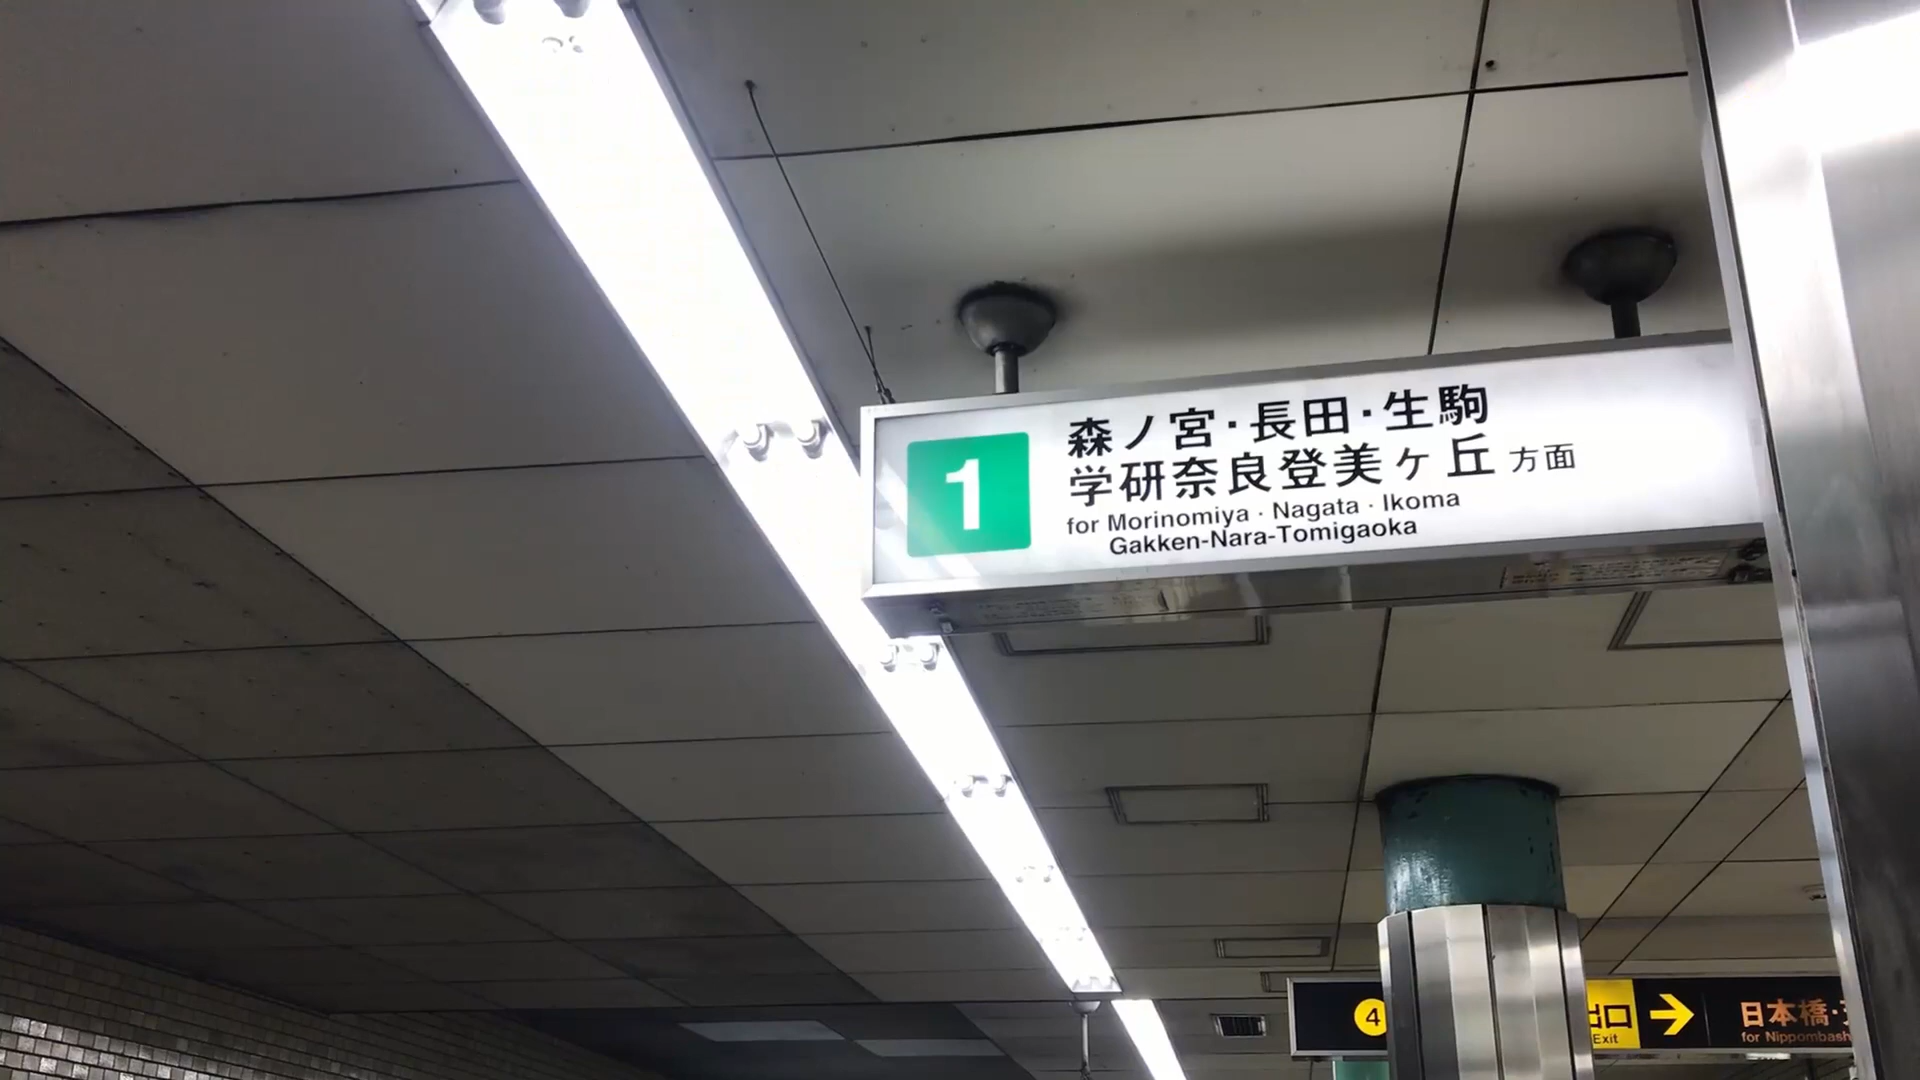 1
森ノ宮・長田・生駒
学研奈良登美ヶ丘 方面
for Morinomiya · Nagata · Ikoma
Gakken-Nara-Tomigaoka
4
出口
Exit
日本橋・
for Nippombash